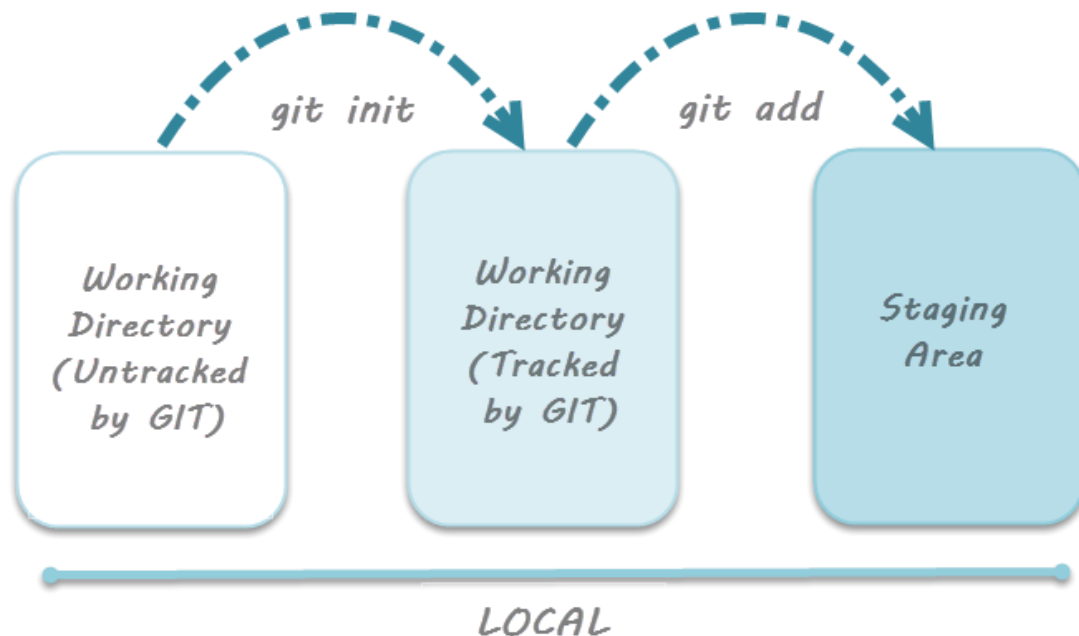 git init
git add
Working
Directory
(Untracked
by GIT)
Working
Directory
(Tracked
by GIT)
Staging
Area
LOCAL